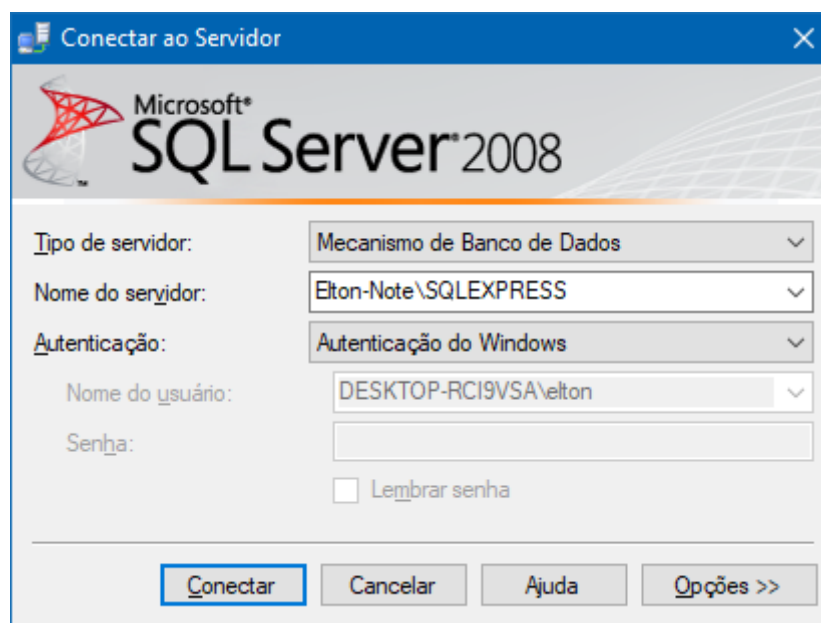 Conectar ao Servidor
Microsoft®
SQL Server® 2008
Tipo de servidor: Mecanismo de Banco de Dados
Nome do servidor: Elton-Note\SQLEXPRESS
Autenticação: Autenticação do Windows
Nome do usuário: DESKTOP-RCI9VSA\elton
Senha:
Lembrar senha
Conectar Cancelar Ajuda Opções >>